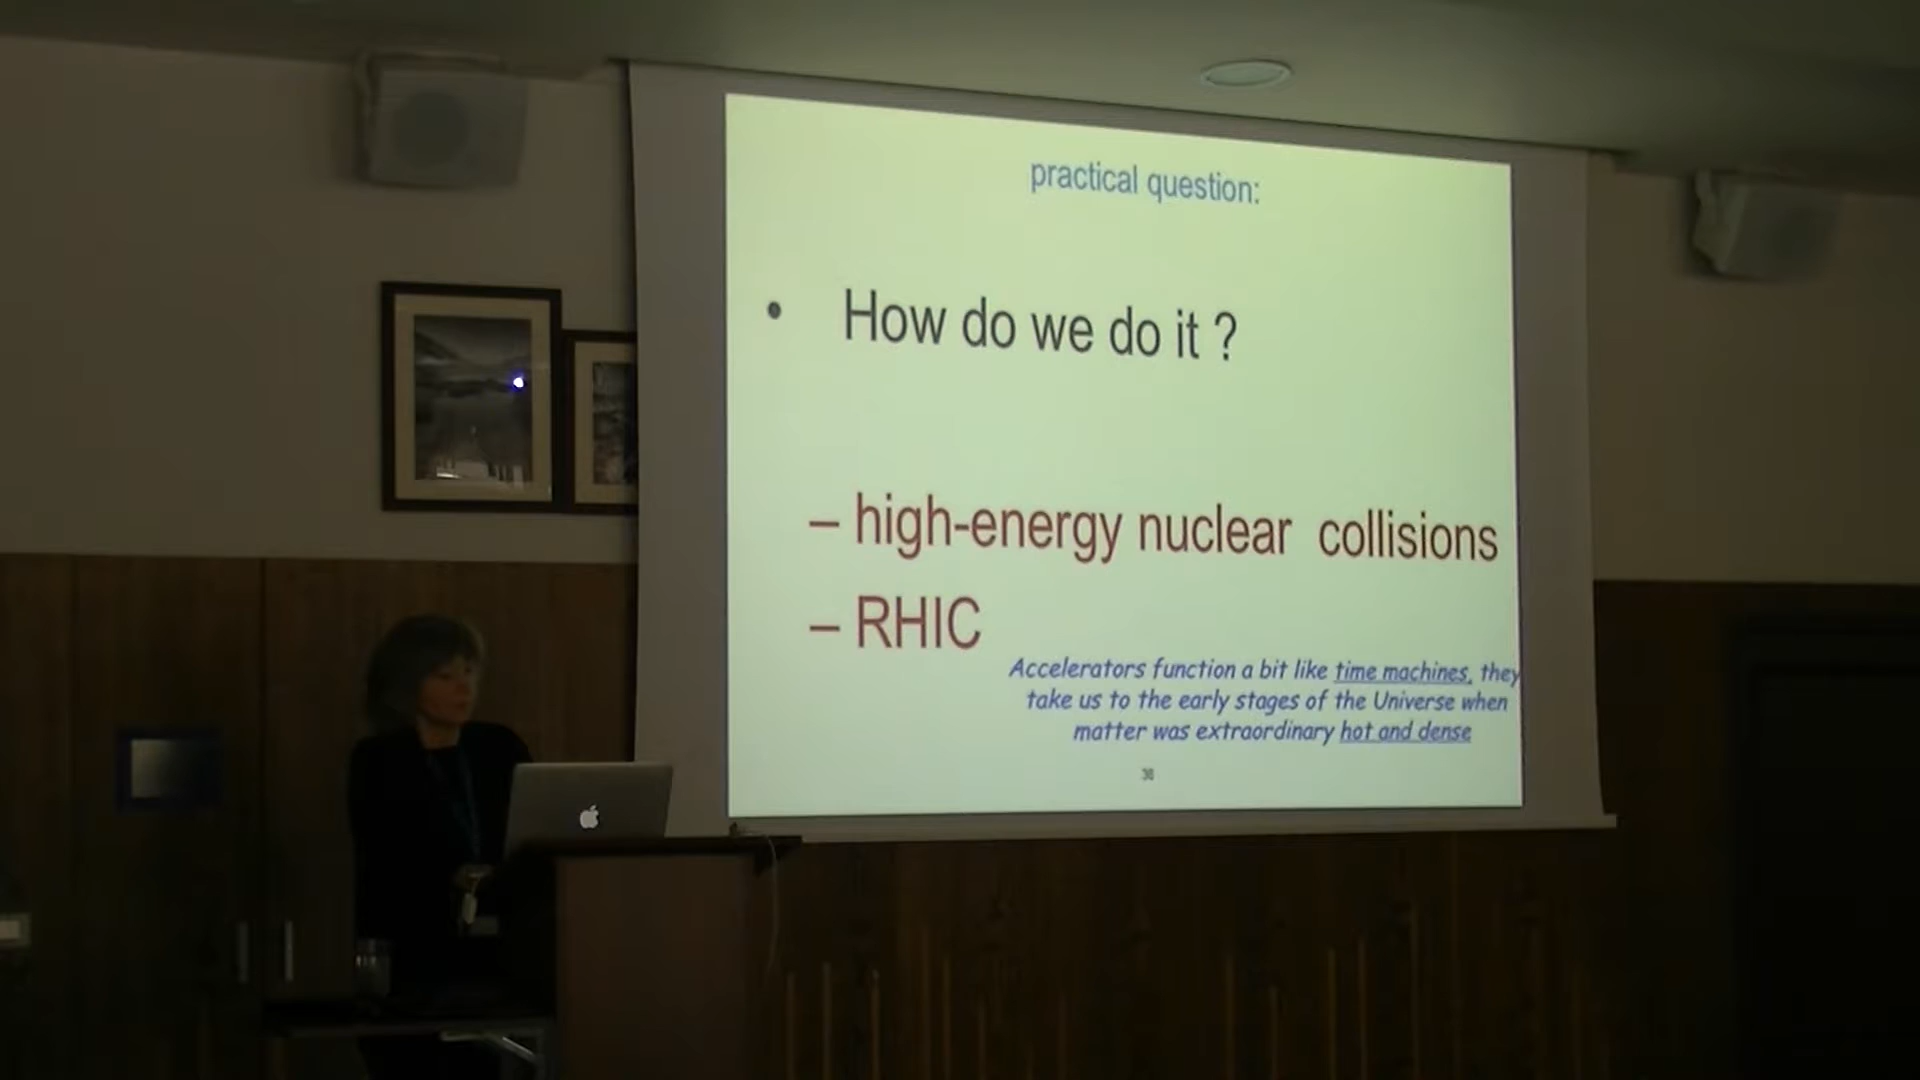 practical question:
• How do we do it ?
– high-energy nuclear collisions
– RHIC
Accelerators function a bit like time machines, they
take us to the early stages of the Universe when
matter was extraordinary hot and dense